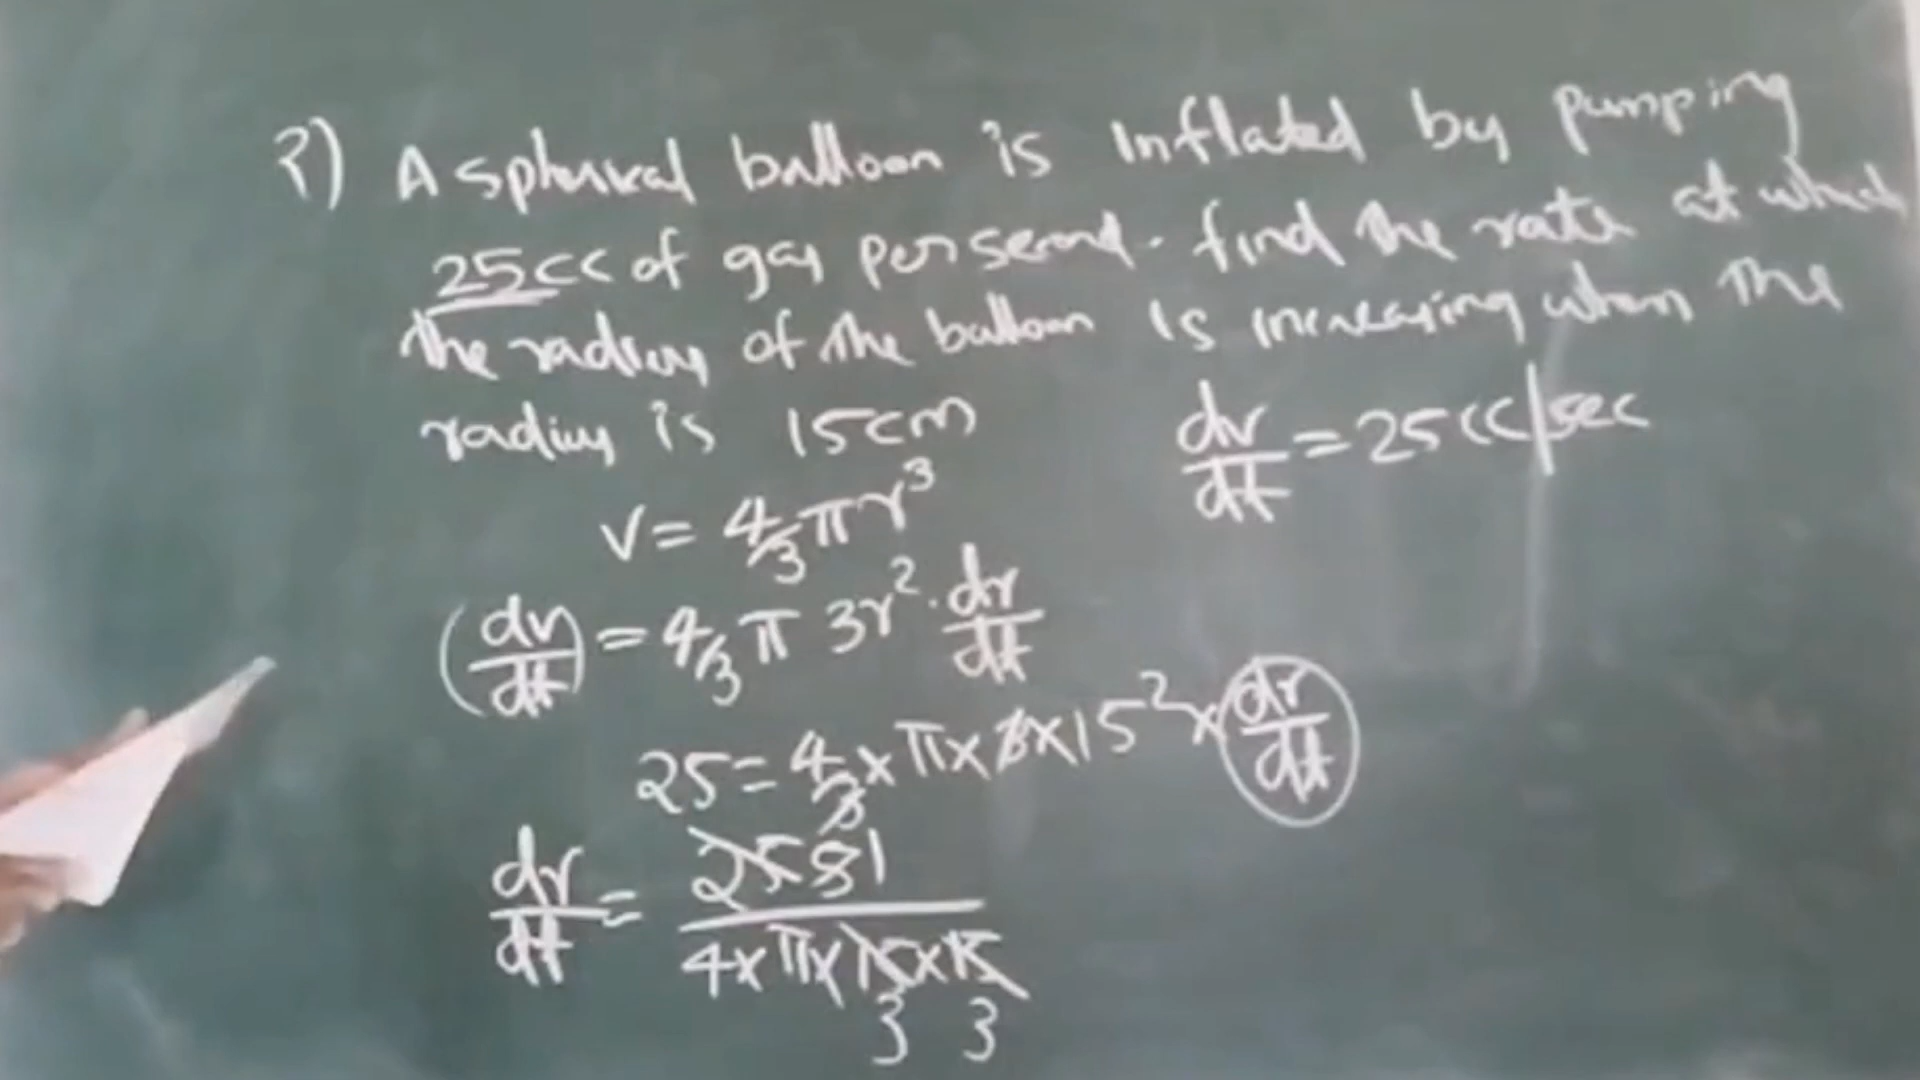 2) A spherical balloon is Inflated by pumping
25cc of gas per second. find the rate at which
the radius of the balloon is increasing when the
radius is 15cm
dv/dt = 25cc/sec
v = 4/3 π r³
(dv/dt) = 4/3 π 3r² · dr/dt
25 = 4/3 × π × 3 × 15² × dr/dt
dr/dt = 25 5 1 / 4 × π × 15 × 15
3 3